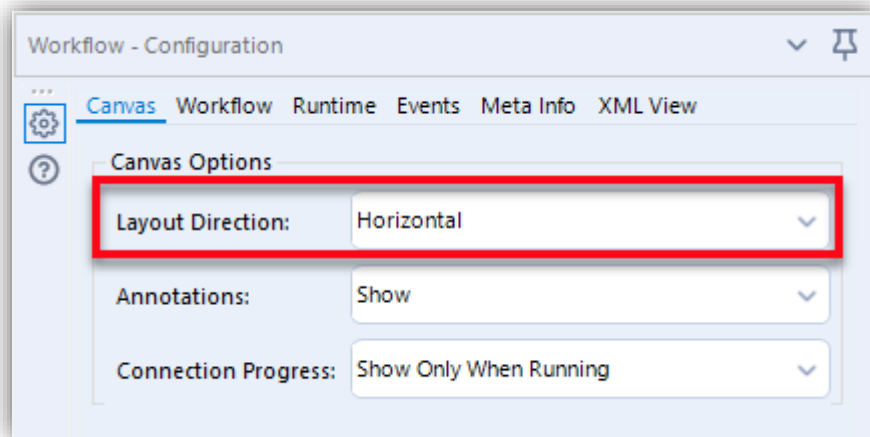 Workflow - Configuration
Canvas Workflow Runtime Events Meta Info XML View
Canvas Options
Layout Direction: Horizontal
Annotations: Show
Connection Progress: Show Only When Running